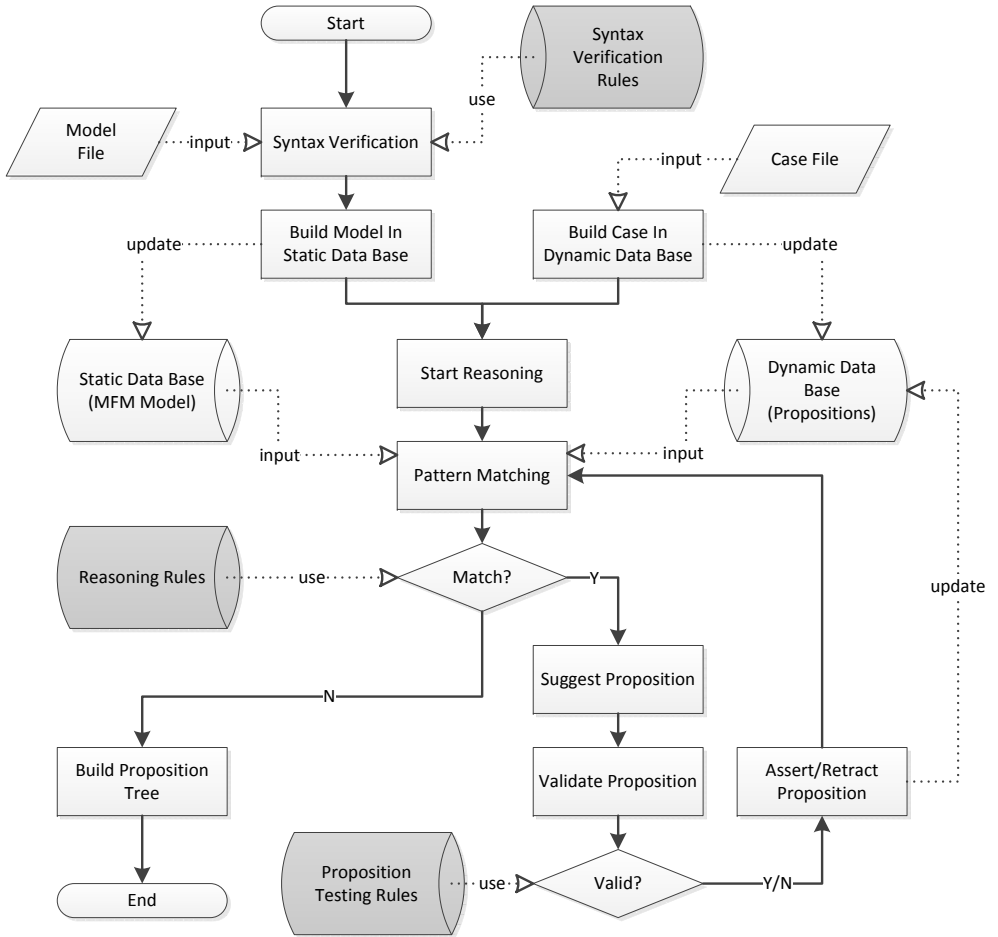 Start
Syntax
Verification
Rules
use
Model
File
input
Syntax Verification
input
Case File
update
Build Model In
Static Data Base
Build Case In
Dynamic Data Base
update
Static Data Base
(MFM Model)
Start Reasoning
Dynamic Data
Base
(Propositions)
input
input
Pattern Matching
Reasoning Rules
use
Match?
Y
update
Suggest Proposition
N
Build Proposition
Tree
Validate Proposition
Assert/Retract
Proposition
Proposition
Testing Rules
use
Valid?
Y/N
End